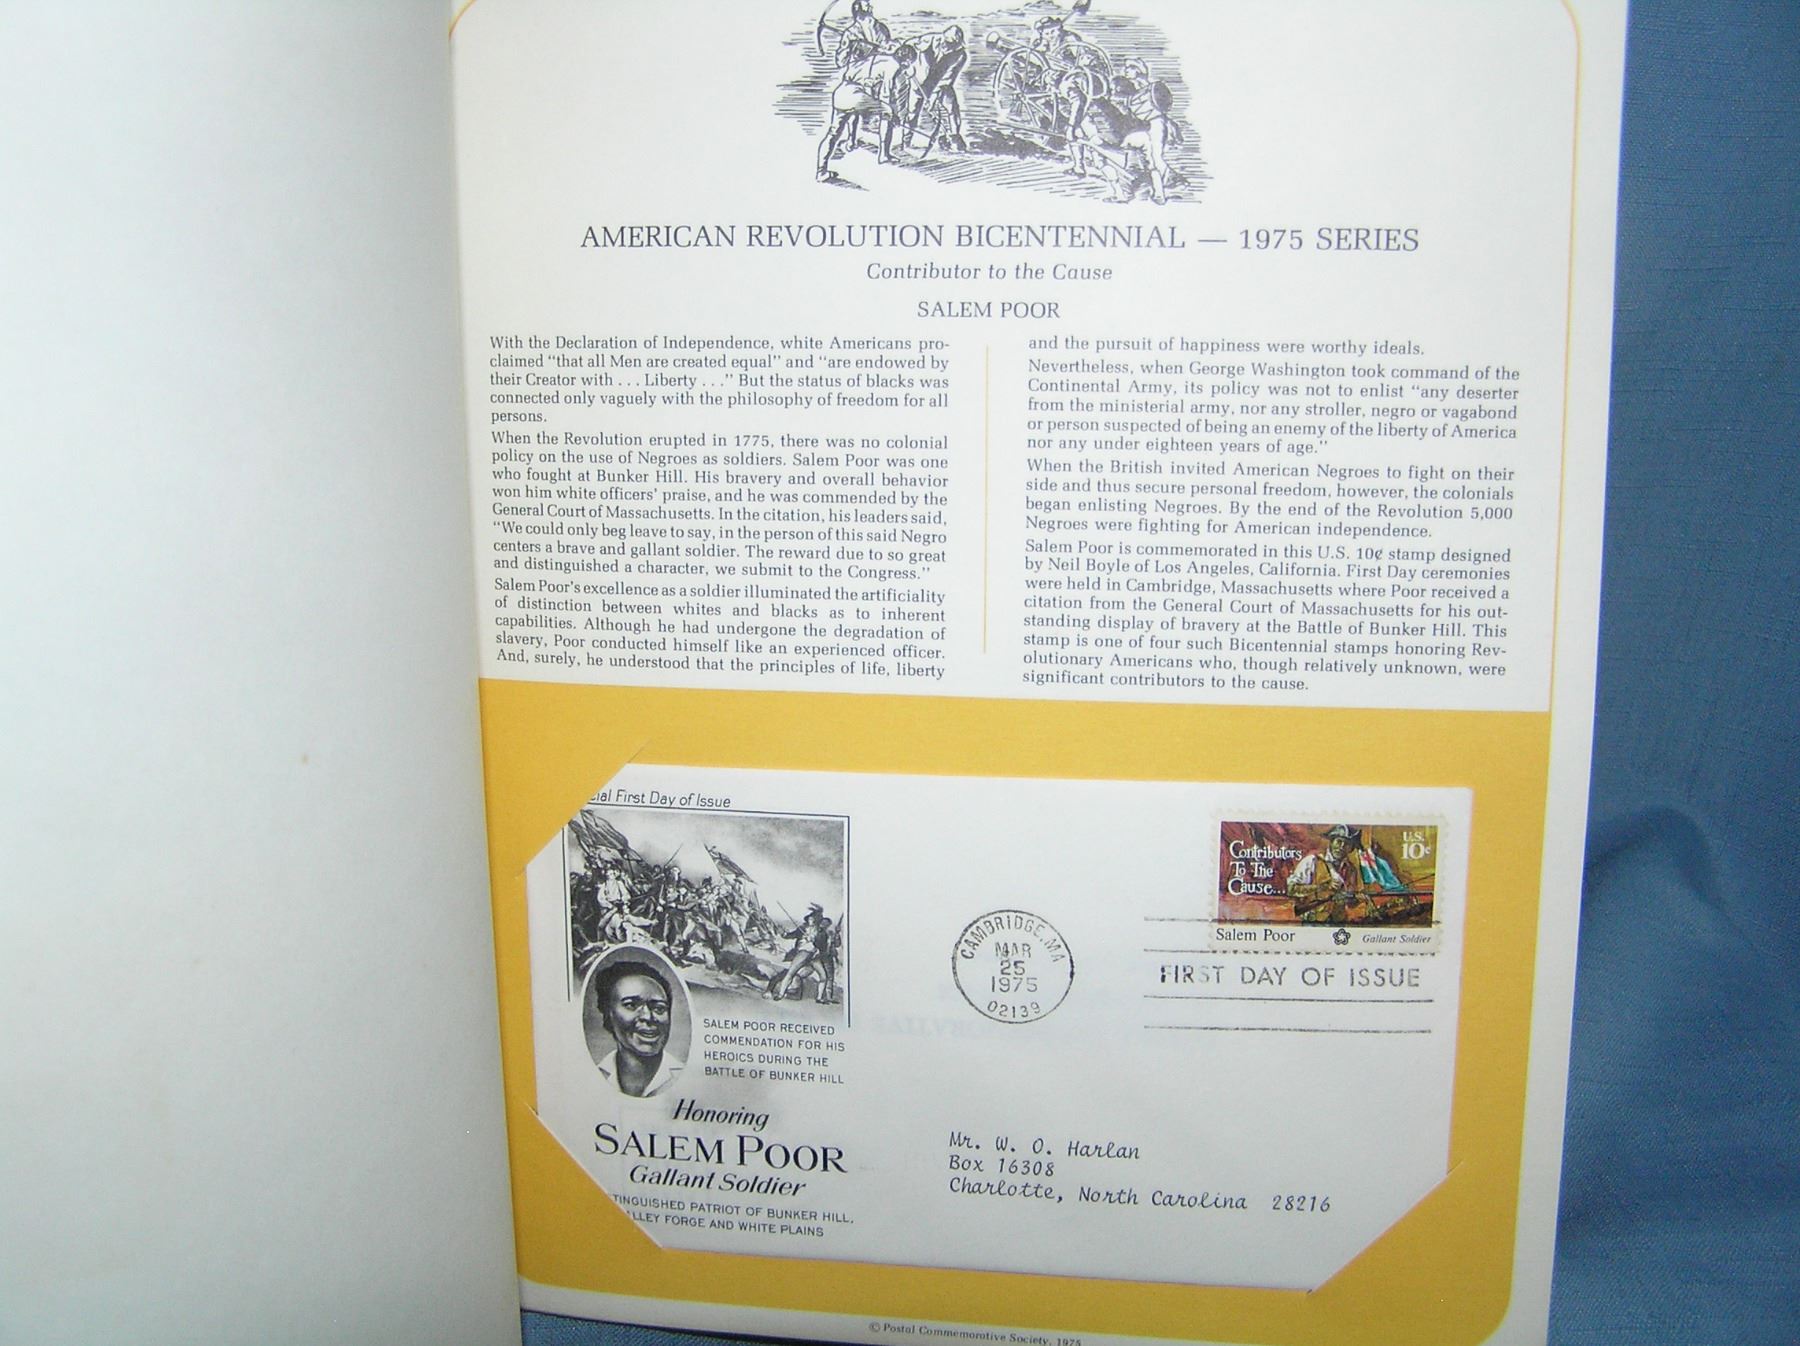 AMERICAN REVOLUTION BICENTENNIAL — 1975 SERIES
Contributor to the Cause
SALEM POOR
With the Declaration of Independence, white Americans pro-
claimed “that all Men are created equal” and “are endowed by
their Creator with . . . Liberty . . .” But the status of blacks was
connected only vaguely with the philosophy of freedom for all
persons.
When the Revolution erupted in 1775, there was no colonial
policy on the use of Negroes as soldiers. Salem Poor was one
who fought at Bunker Hill. His bravery and overall behavior
won him white officers’ praise, and he was commended by the
General Court of Massachusetts. In the citation, his leaders said,
“We could only beg leave to say, in the person of this said Negro
centers a brave and gallant soldier. The reward due to so great
and distinguished a character, we submit to the Congress.”
Salem Poor’s excellence as a soldier illuminated the artificiality
of distinction between whites and blacks as to inherent
capabilities. Although he had undergone the degradation of
slavery, Poor conducted himself like an experienced officer.
And, surely, he understood that the principles of life, liberty
and the pursuit of happiness were worthy ideals.
Nevertheless, when George Washington took command of the
Continental Army, its policy was not to enlist “any deserter
from the ministerial army, nor any stroller, negro or vagabond
or person suspected of being an enemy of the liberty of America
nor any under eighteen years of age.”
When the British invited American Negroes to fight on their
side and thus secure personal freedom, however, the colonials
began enlisting Negroes. By the end of the Revolution 5,000
Negroes were fighting for American independence.
Salem Poor is commemorated in this U.S. 10¢ stamp designed
by Neil Boyle of Los Angeles, California. First Day ceremonies
were held in Cambridge, Massachusetts where Poor received a
citation from the General Court of Massachusetts for his out-
standing display of bravery at the Battle of Bunker Hill. This
stamp is one of four such Bicentennial stamps honoring Rev-
olutionary Americans who, though relatively unknown, were
significant contributors to the cause.
cial First Day of Issue
SALEM POOR RECEIVED
COMMENDATION FOR HIS
HEROICS DURING THE
BATTLE OF BUNKER HILL
Honoring
SALEM POOR
Gallant Soldier
TINGUISHED PATRIOT OF BUNKER HILL,
LLEY FORGE AND WHITE PLAINS
CAMBRIDGE, MA
MAR
25
1975
02139
Contributors
To The
Cause...
U.S.
10¢
Salem Poor
Gallant Soldier
FIRST DAY OF ISSUE
Mr. W. O. Harlan
Box 16308
Charlotte, North Carolina 28216
© Postal Commemorative Society, 1975